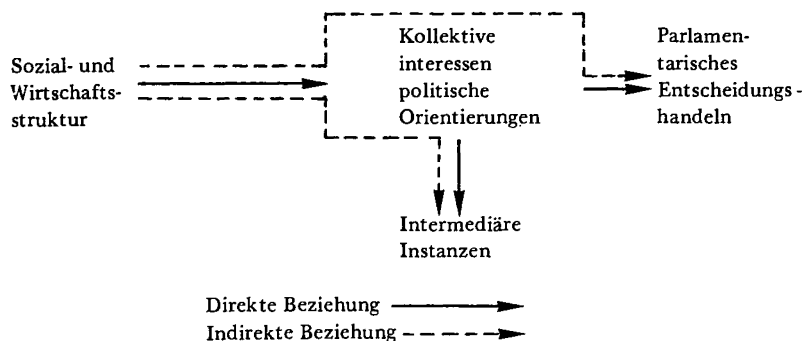 Sozial- und
Wirtschafts-
struktur
Kollektive
interessen
politische
Orientierungen
Parlamen-
tarisches
Entscheidungs-
handeln
Intermediäre
Instanzen
Direkte Beziehung
Indirekte Beziehung